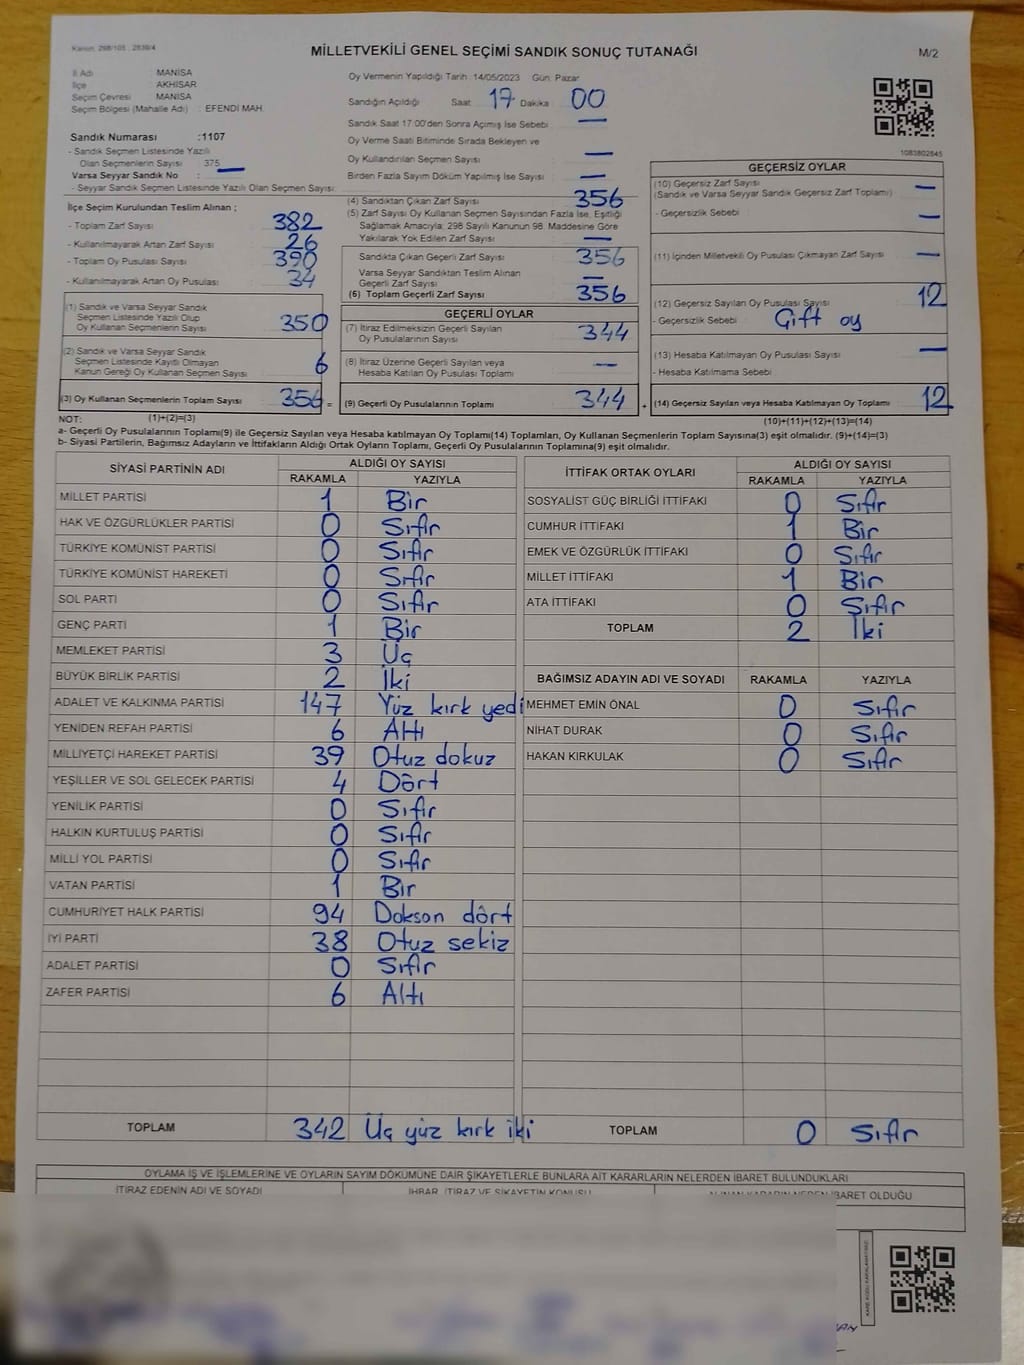 Kanun: 298/105 , 2839/4
MİLLETVEKİLİ GENEL SEÇİMİ SANDIK SONUÇ TUTANAĞI
M/2
İl Adı MANİSA
İlçe AKHİSAR
Seçim Çevresi MANİSA
Seçim Bölgesi (Mahalle Adı) : EFENDİ MAH.
Sandık Numarası :1107
- Sandık Seçmen Listesinde Yazılı
Olan Seçmenlerin Sayısı 375
Varsa Seyyar Sandık No : —
- Seyyar Sandık Seçmen Listesinde Yazılı Olan Seçmen Sayısı:
İlçe Seçim Kurulundan Teslim Alınan ;
- Toplam Zarf Sayısı : 382
- Kullanılmayarak Artan Zarf Sayısı : 26
- Toplam Oy Pusulası Sayısı : 390
- Kullanılmayarak Artan Oy Pusulası : 34
(1) Sandık ve Varsa Seyyar Sandık
Seçmen Listesinde Yazılı Olup
Oy Kullanan Seçmenlerin Sayısı 350
(2) Sandık ve Varsa Seyyar Sandık
Seçmen Listesinde Kayıtlı Olmayan
Kanun Gereği Oy Kullanan Seçmen Sayısı 6
(3) Oy Kullanan Seçmenlerin Toplam Sayısı 356 =
Oy Vermenin Yapıldığı Tarih :14/05/2023 Gün: Pazar
Sandığın Açıldığı Saat 17 Dakika 00
Sandık Saat 17:00'den Sonra Açımış İse Sebebi : —
Oy Verme Saati Bitiminde Sırada Bekleyen ve
Oy Kullandırılan Seçmen Sayısı : —
Birden Fazla Sayım Döküm Yapılmış İse Sayısı : —
(4) Sandıktan Çıkan Zarf Sayısı : 356
(5) Zarf Sayısı Oy Kullanan Seçmen Sayısından Fazla İse, Eşitliği
Sağlamak Amacıyla; 298 Sayılı Kanunun 98. Maddesine Göre
Yakılarak Yok Edilen Zarf Sayısı : —
Sandıkta Çıkan Geçerli Zarf Sayısı : 356
Varsa Seyyar Sandıktan Teslim Alınan
Geçerli Zarf Sayısı : —
(6) Toplam Geçerli Zarf Sayısı : 356
GEÇERLİ OYLAR
(7) İtiraz Edilmeksizin Geçerli Sayılan
Oy Pusulalarının Sayısı : 344
(8) İtiraz Üzerine Geçerli Sayılan veya
Hesaba Katılan Oy Pusulası Toplamı : —
(9) Geçerli Oy Pusulalarının Toplamı : 344 +
1083802645
GEÇERSİZ OYLAR
(10) Geçersiz Zarf Sayısı
(Sandık ve Varsa Seyyar Sandık Geçersiz Zarf Toplamı) : —
- Geçersizlik Sebebi : —
(11) İçinden Milletvekili Oy Pusulası Çıkmayan Zarf Sayısı : —
(12) Geçersiz Sayılan Oy Pusulası Sayısı : 12
- Geçersizlik Sebebi : Çift oy
(13) Hesaba Katılmayan Oy Pusulası Sayısı : —
- Hesaba Katılmama Sebebi :
(14) Geçersiz Sayılan veya Hesaba Katılmayan Oy Toplamı 12
NOT: (1)+(2)=(3) (10)+(11)+(12)+(13)=(14)
a- Geçerli Oy Pusulalarının Toplamı(9) ile Geçersiz Sayılan veya Hesaba katılmayan Oy Toplamı(14) Toplamları, Oy Kullanan Seçmenlerin Toplam Sayısına(3) eşit olmalıdır. (9)+(14)=(3)
b- Siyasi Partilerin, Bağımsız Adayların ve İttifakların Aldığı Ortak Oyların Toplamı, Geçerli Oy Pusulalarının Toplamına(9) eşit olmalıdır.
SİYASİ PARTİNİN ADI ALDIĞI OY SAYISI
RAKAMLA YAZIYLA
MİLLET PARTİSİ 1 Bir
HAK VE ÖZGÜRLÜKLER PARTİSİ 0 Sıfır
TÜRKİYE KOMÜNİST PARTİSİ 0 Sıfır
TÜRKİYE KOMÜNİST HAREKETİ 0 Sıfır
SOL PARTİ 0 Sıfır
GENÇ PARTİ 1 Bir
MEMLEKET PARTİSİ 3 Üç
BÜYÜK BİRLİK PARTİSİ 2 İki
ADALET VE KALKINMA PARTİSİ 147 Yüz kırk yedi
YENİDEN REFAH PARTİSİ 6 Altı
MİLLİYETÇİ HAREKET PARTİSİ 39 Otuz dokuz
YEŞİLLER VE SOL GELECEK PARTİSİ 4 Dört
YENİLİK PARTİSİ 0 Sıfır
HALKIN KURTULUŞ PARTİSİ 0 Sıfır
MİLLİ YOL PARTİSİ 0 Sıfır
VATAN PARTİSİ 1 Bir
CUMHURİYET HALK PARTİSİ 94 Dokson dört
İYİ PARTİ 38 Otuz sekiz
ADALET PARTİSİ 0 Sıfır
ZAFER PARTİSİ 6 Altı
TOPLAM 342 Üç yüz kırk iki
İTTİFAK ORTAK OYLARI ALDIĞI OY SAYISI
RAKAMLA YAZIYLA
SOSYALİST GÜÇ BİRLİĞİ İTTİFAKI 0 Sıfır
CUMHUR İTTİFAKI 1 Bir
EMEK VE ÖZGÜRLÜK İTTİFAKI 0 Sıfır
MİLLET İTTİFAKI 1 Bir
ATA İTTİFAKI 0 Sıfır
TOPLAM 2 İki
BAĞIMSIZ ADAYIN ADI VE SOYADI RAKAMLA YAZIYLA
MEHMET EMİN ÖNAL 0 Sıfır
NİHAT DURAK 0 Sıfır
HAKAN KIRKULAK 0 Sıfır
TOPLAM 0 Sıfır
OYLAMA İŞ VE İŞLEMLERİNE VE OYLARIN SAYIM DÖKÜMÜNE DAİR ŞİKAYETLERLE BUNLARA AİT KARARLARIN NELERDEN İBARET BULUNDUKLARI
İTİRAZ EDENİN ADI VE SOYADI İHBAR, İTİRAZ VE ŞİKAYETİN KONUSU ALINAN KARARIN NEDEN İBARET OLDUĞU